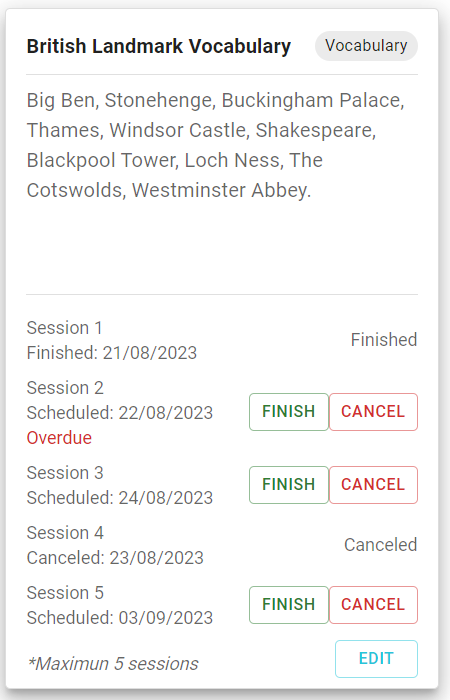 British Landmark Vocabulary
Vocabulary
Big Ben, Stonehenge, Buckingham Palace,
Thames, Windsor Castle, Shakespeare,
Blackpool Tower, Loch Ness, The
Cotswolds, Westminster Abbey.
Session 1
Finished: 21/08/2023
Finished
Session 2
Scheduled: 22/08/2023
Overdue
FINISH
CANCEL
Session 3
Scheduled: 24/08/2023
FINISH
CANCEL
Session 4
Canceled: 23/08/2023
Canceled
Session 5
Scheduled: 03/09/2023
FINISH
CANCEL
*Maximun 5 sessions
EDIT